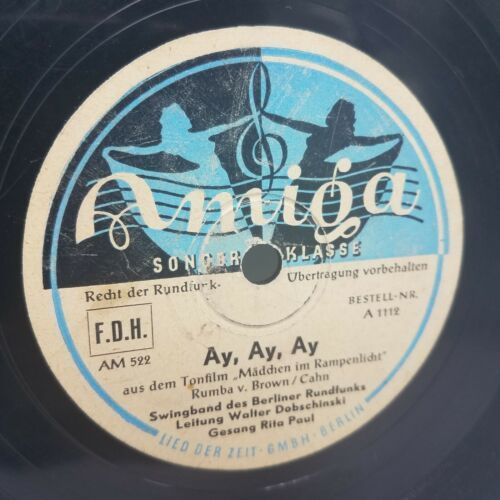 Amiga
SONDER KLASSE
Recht der Rundfunk-
Übertragung vorbehalten
F.D.H.
BESTELL-NR.
A 1112
AM 522
Ay, Ay, Ay
aus dem Tonfilm „Mädchen im Rampenlicht"
Rumba v. Brown/Cahn
Swingband des Berliner Rundfunks
Leitung Walter Dobschinski
Gesang Rita Paul
LIED DER ZEIT·GMBH·BERLIN